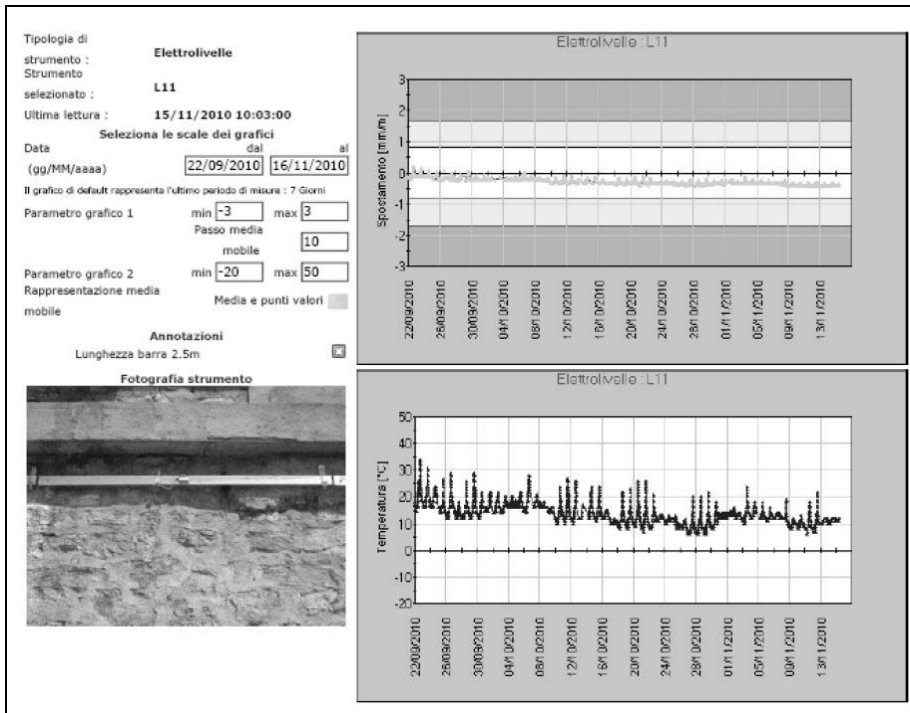 Tipologia di
strumento :
Elettrolivelle
Strumento
selezionato :
L11
Ultima lettura :
15/11/2010 10:03:00
Seleziona le scale dei grafici
Data
dal
al
(gg/MM/aaaa)
22/09/2010
16/11/2010
Il grafico di default rappresenta l'ultimo periodo di misure : 7 Giorni
Parametro grafico 1
min -3
max 3
Passo media
mobile
10
Parametro grafico 2
min -20
max 50
Rappresentazione media
mobile
Media e punti valori
Annotazioni
Lunghezza barra 2.5m
Fotografia strumento
Elettrolivelle :L11
Spostamento [mm/m]
3
2
1
0
-1
-2
-3
22/09/2010
26/09/2010
30/09/2010
04/10/2010
08/10/2010
12/10/2010
16/10/2010
20/10/2010
24/10/2010
28/10/2010
01/11/2010
05/11/2010
09/11/2010
13/11/2010
Elettrolivelle :L11
Temperatura [°C]
50
40
30
20
10
0
-10
-20
22/09/2010
26/09/2010
30/09/2010
04/10/2010
08/10/2010
12/10/2010
16/10/2010
20/10/2010
24/10/2010
28/10/2010
01/11/2010
05/11/2010
09/11/2010
13/11/2010